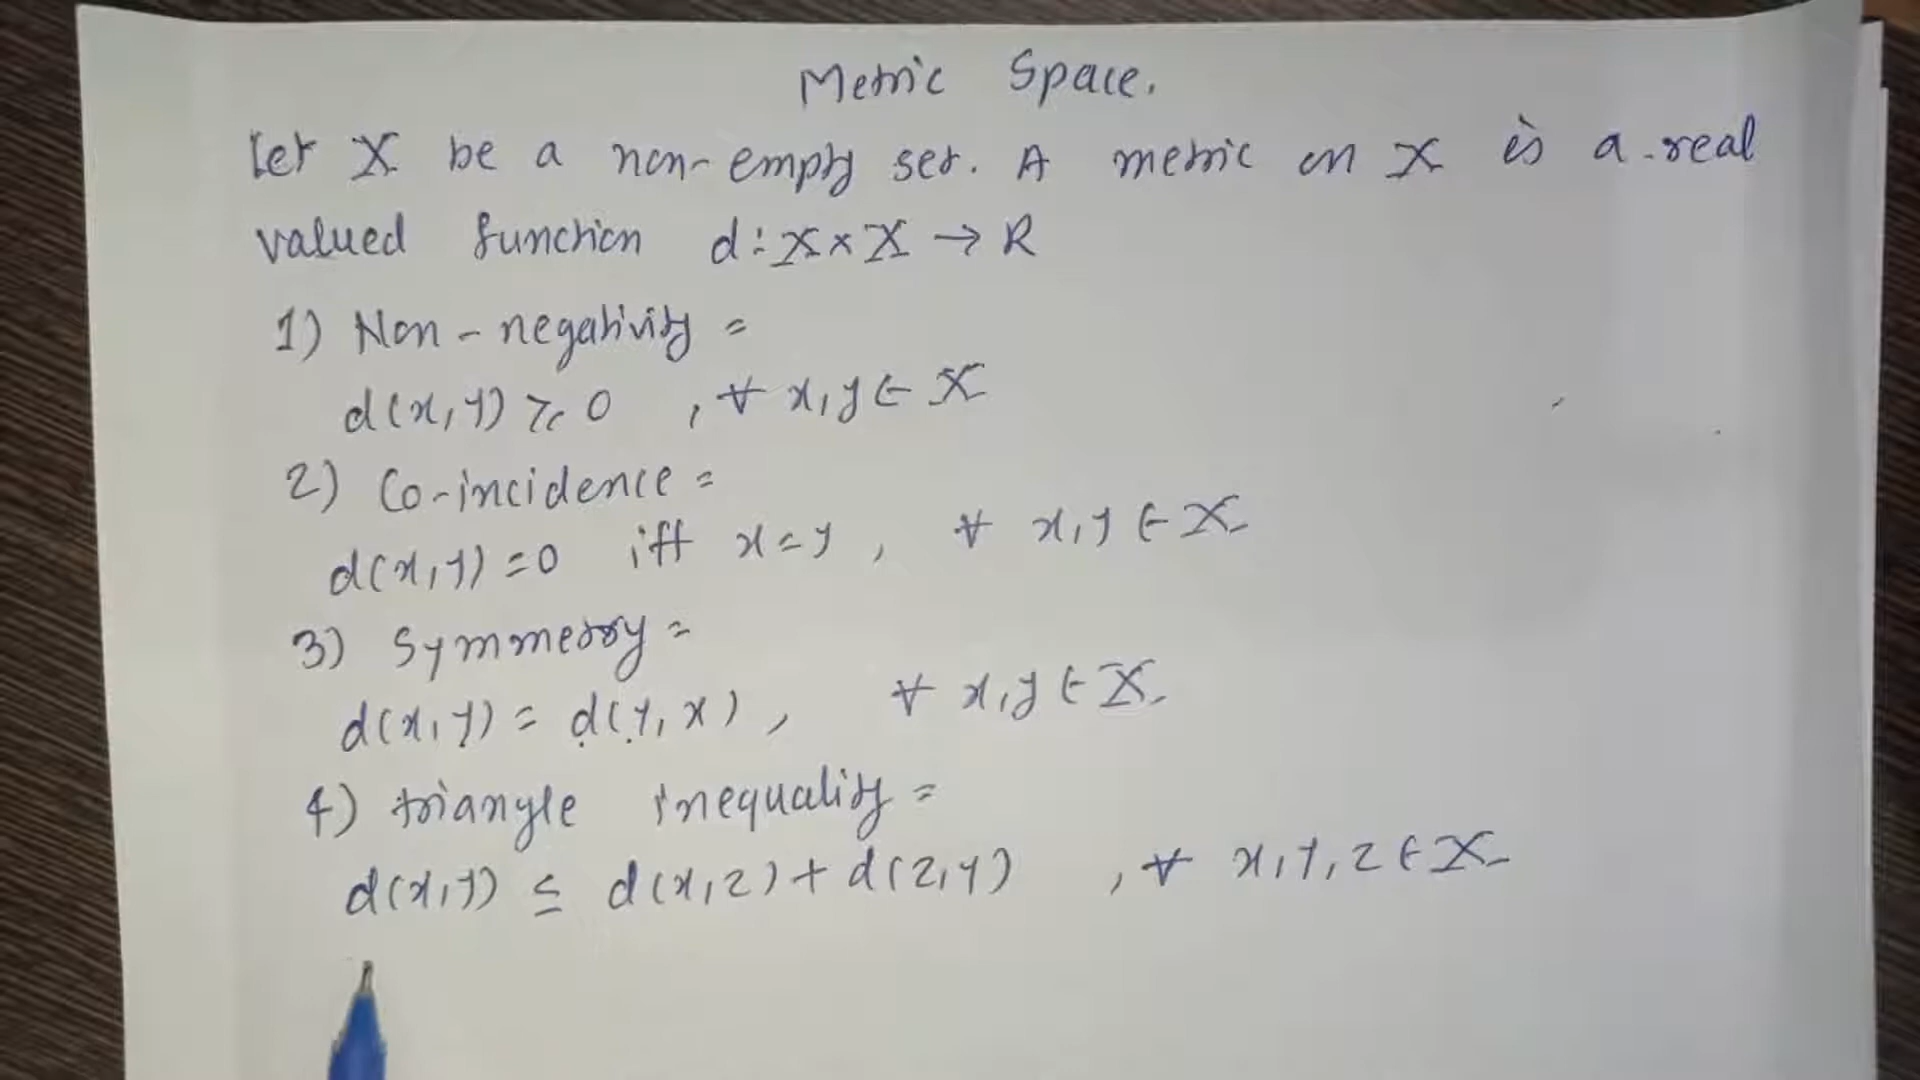 Metric Space.
Let X be a non-empty set. A metric on X is a real
valued function d: X × X → R
1) Non-negativity =
d(x, y) ≥ 0 , ∀ x, y ∈ X
2) Co-incidence =
d(x, y) = 0 iff x = y , ∀ x, y ∈ X
3) Symmetry =
d(x, y) = d(y, x) , ∀ x, y ∈ X
4) triangle inequality =
d(x, y) ≤ d(x, z) + d(z, y) , ∀ x, y, z ∈ X